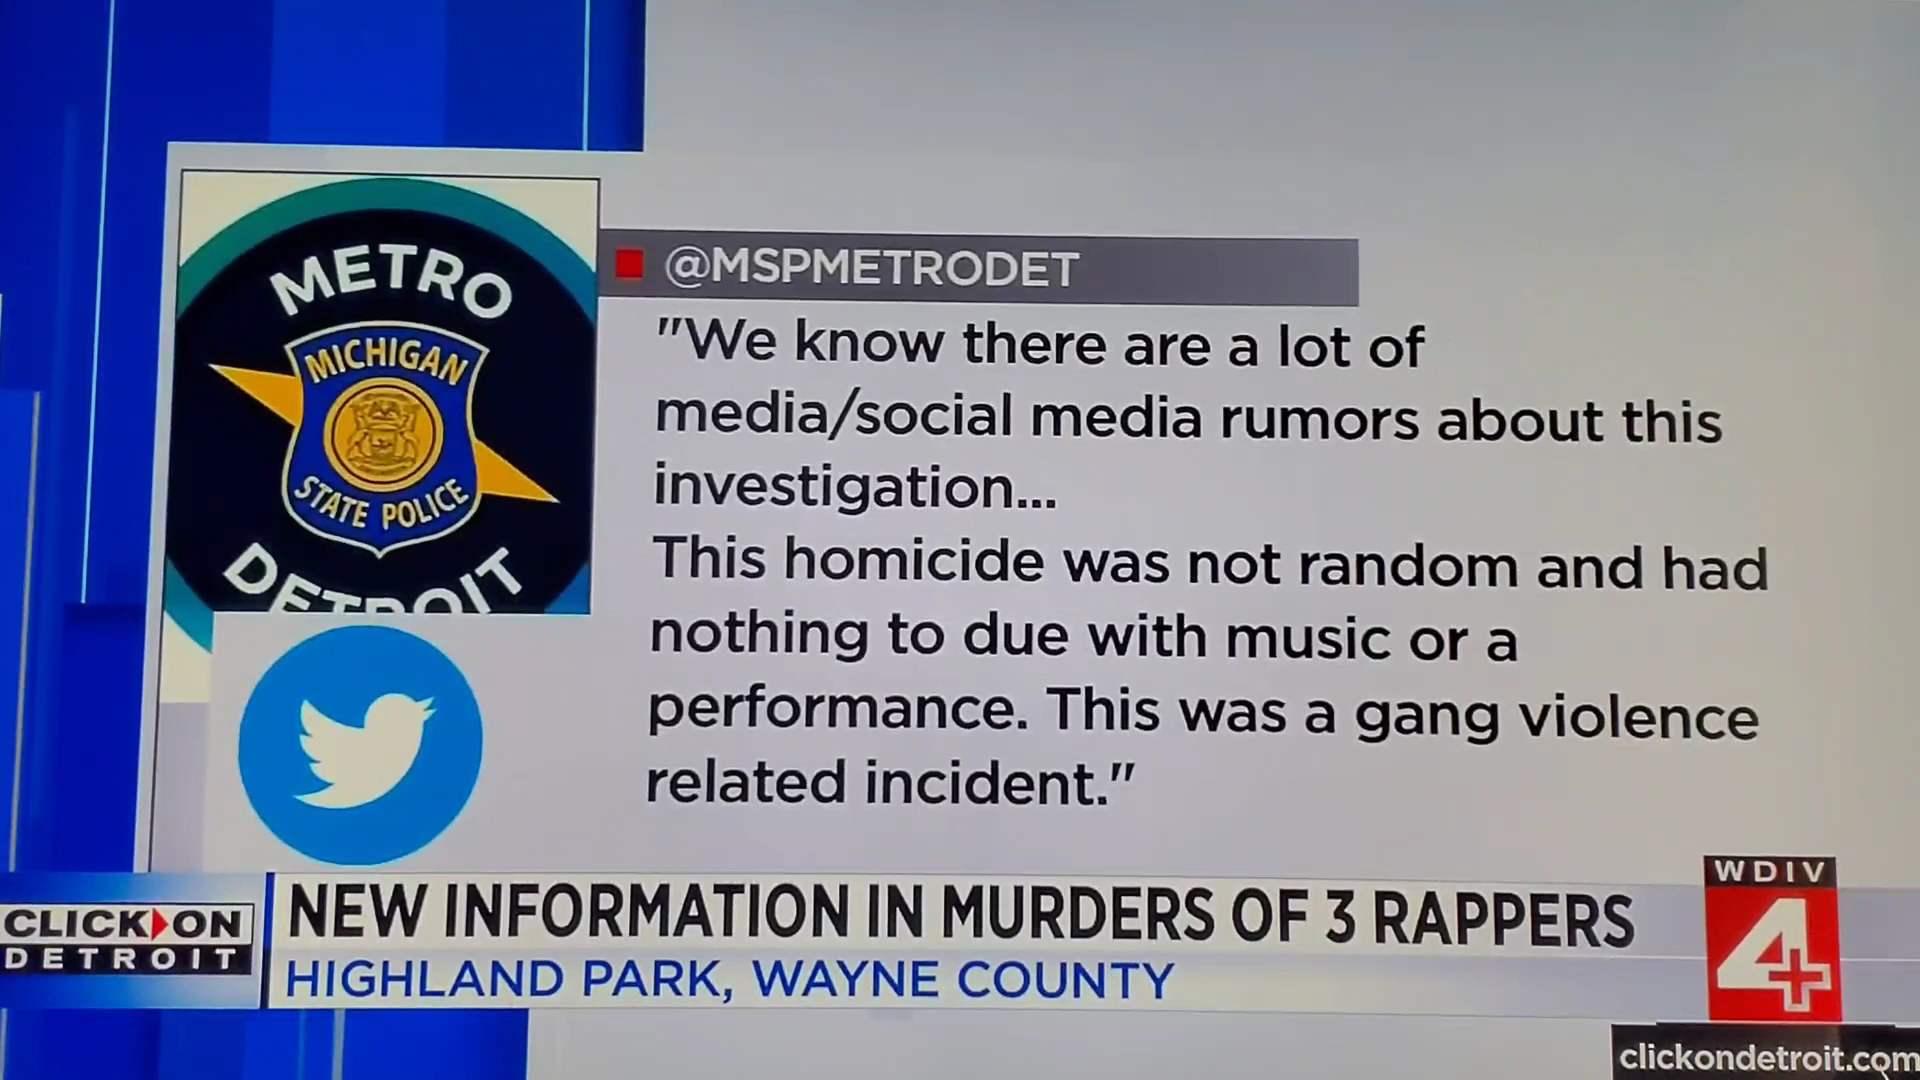 METRO
MICHIGAN
STATE POLICE
DETROIT
@MSPMETRODET
"We know there are a lot of
media/social media rumors about this
investigation...
This homicide was not random and had
nothing to due with music or a
performance. This was a gang violence
related incident."
CLICK ON
DETROIT
NEW INFORMATION IN MURDERS OF 3 RAPPERS
HIGHLAND PARK, WAYNE COUNTY
WDIV
4
clickondetroit.com